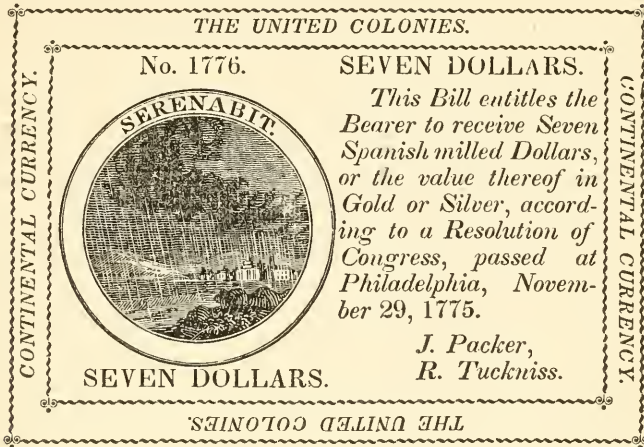 THE UNITED COLONIES.
CONTINENTAL CURRENCY.
No. 1776.
SERENABIT.
SEVEN DOLLARS.
SEVEN DOLLARS.
This Bill entitles the
Bearer to receive Seven
Spanish milled Dollars,
or the value thereof in
Gold or Silver, accord-
ing to a Resolution of
Congress, passed at
Philadelphia, Novem-
ber 29, 1775.
J. Packer,
R. Tuckniss.
CONTINENTAL CURRENCY.
THE UNITED COLONIES.